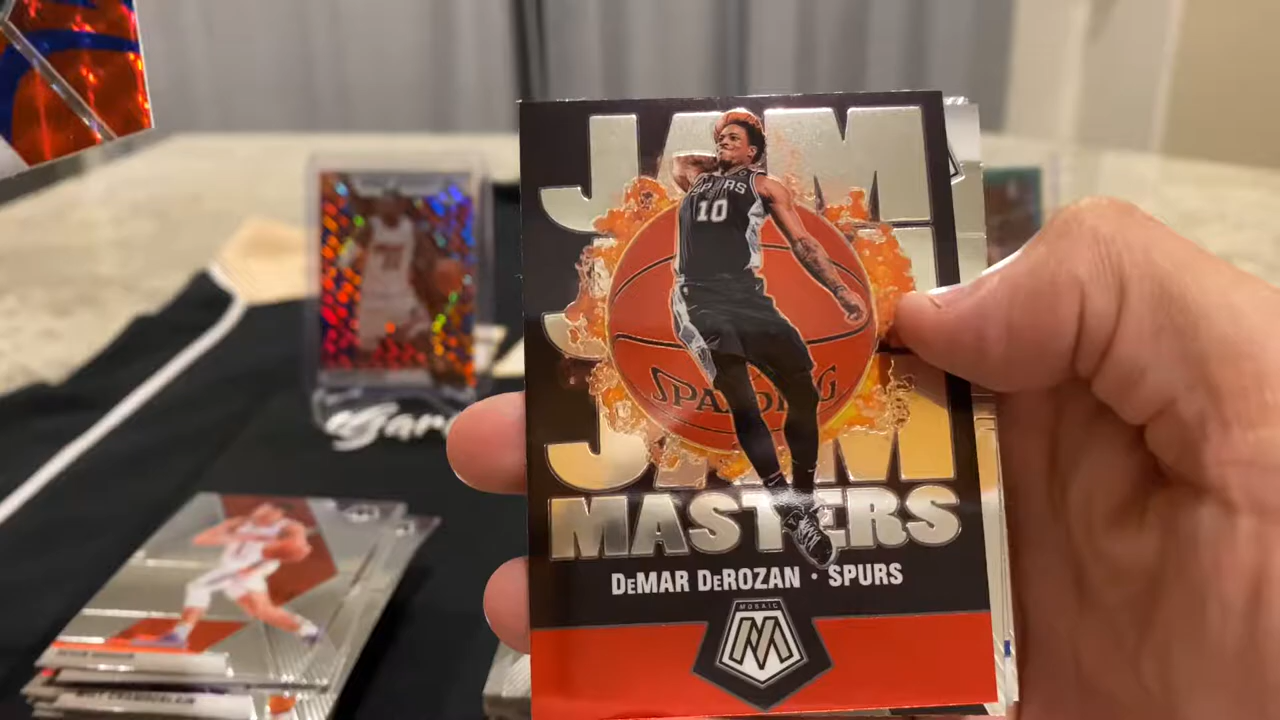 JAM
JAM
MASTERS
SPURS
10
SPALDING
DeMAR DeROZAN · SPURS
MOSAIC
M